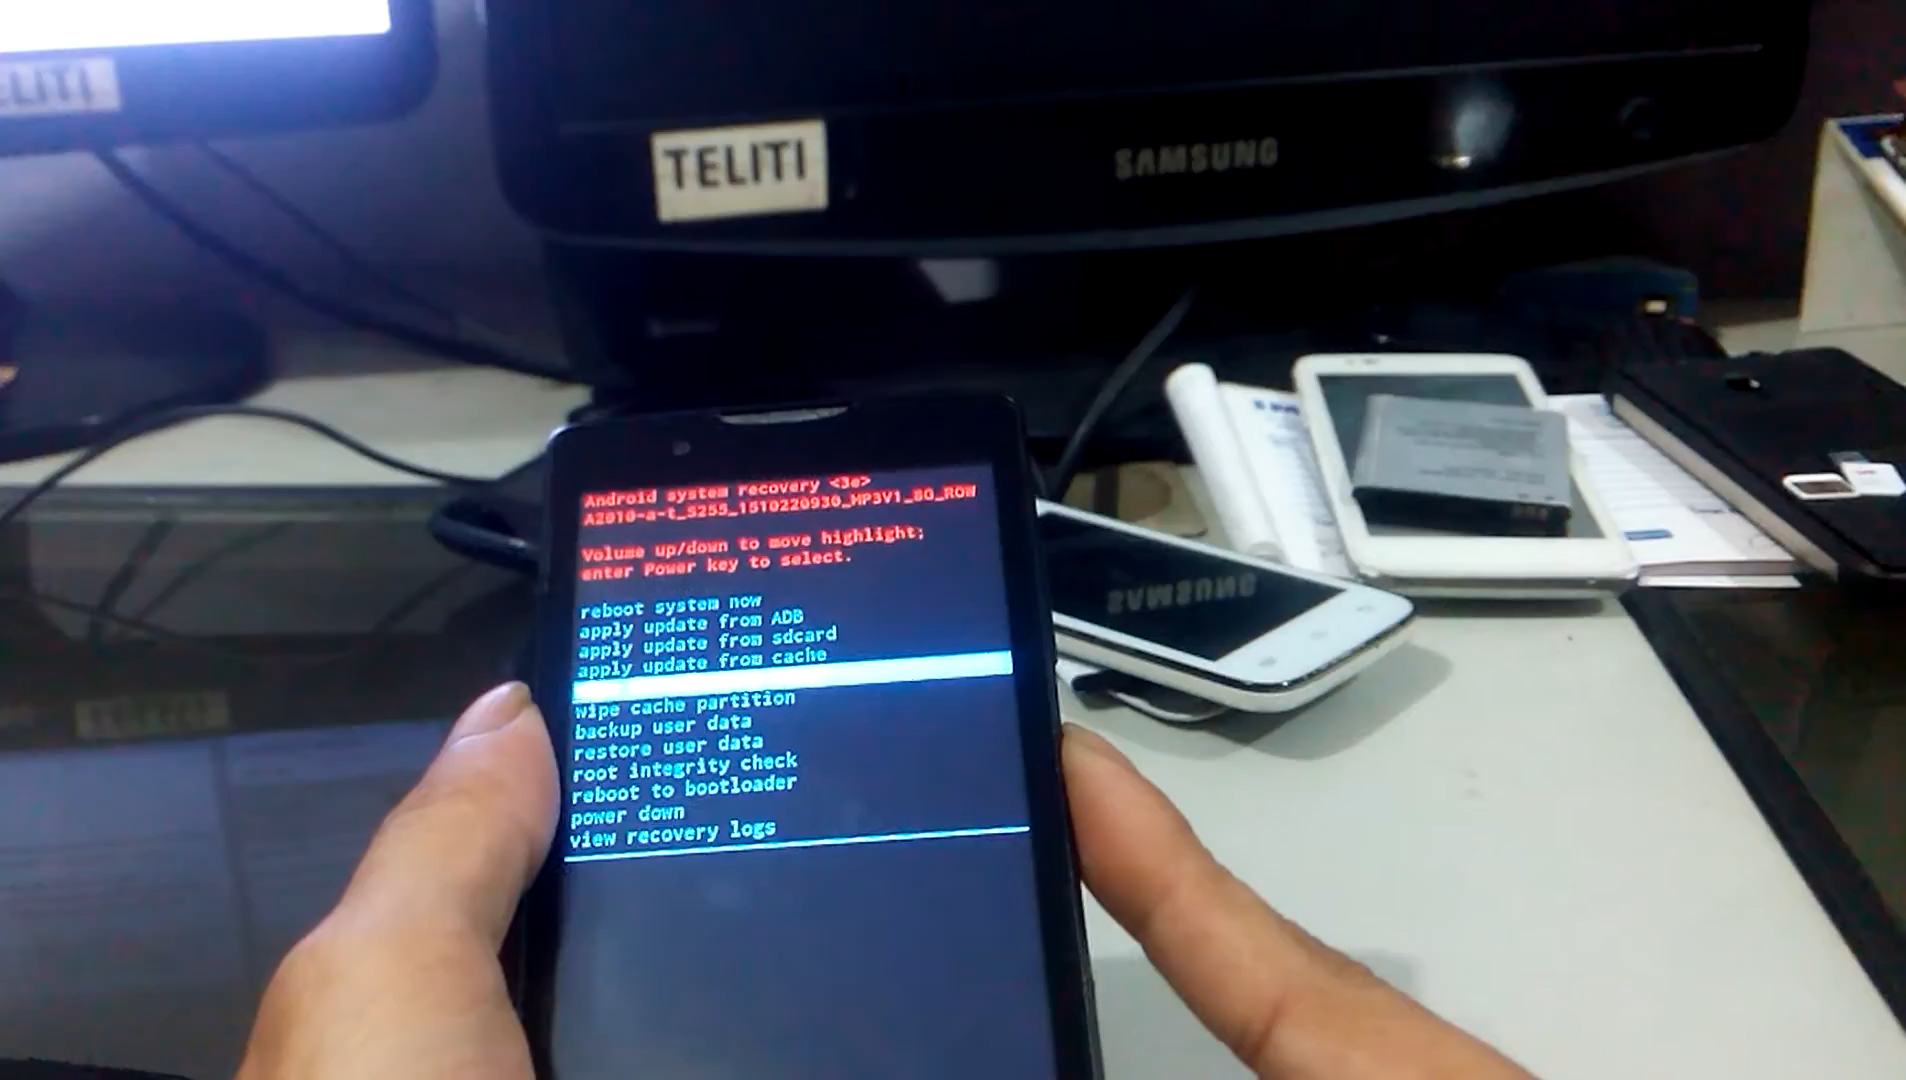 ELITI
TELITI
SAMSUNG
Android system recovery <3e>
A2010-a-t_S255_1510220930_MP3V1_8G_ROW
Volume up/down to move highlight;
enter Power key to select.
reboot system now
apply update from ADB
apply update from sdcard
apply update from cache
wipe cache partition
backup user data
restore user data
root integrity check
reboot to bootloader
power down
view recovery logs
SAMSUNG